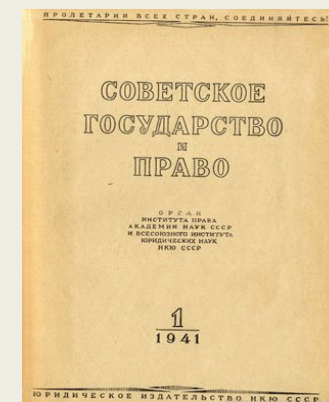 ПРОЛЕТАРИИ ВСЕХ СТРАН, СОЕДИНЯЙТЕСЬ!
СОВЕТСКОЕ
ГОСУДАРСТВО
И
ПРАВО
ОРГАН
ИНСТИТУТА ПРАВА
АКАДЕМИИ НАУК СССР
И ВСЕСОЮЗНОГО ИНСТИТУТА
ЮРИДИЧЕСКИХ НАУК
НКЮ СССР
1
1941
ЮРИДИЧЕСКОЕ ИЗДАТЕЛЬСТВО НКЮ СССР